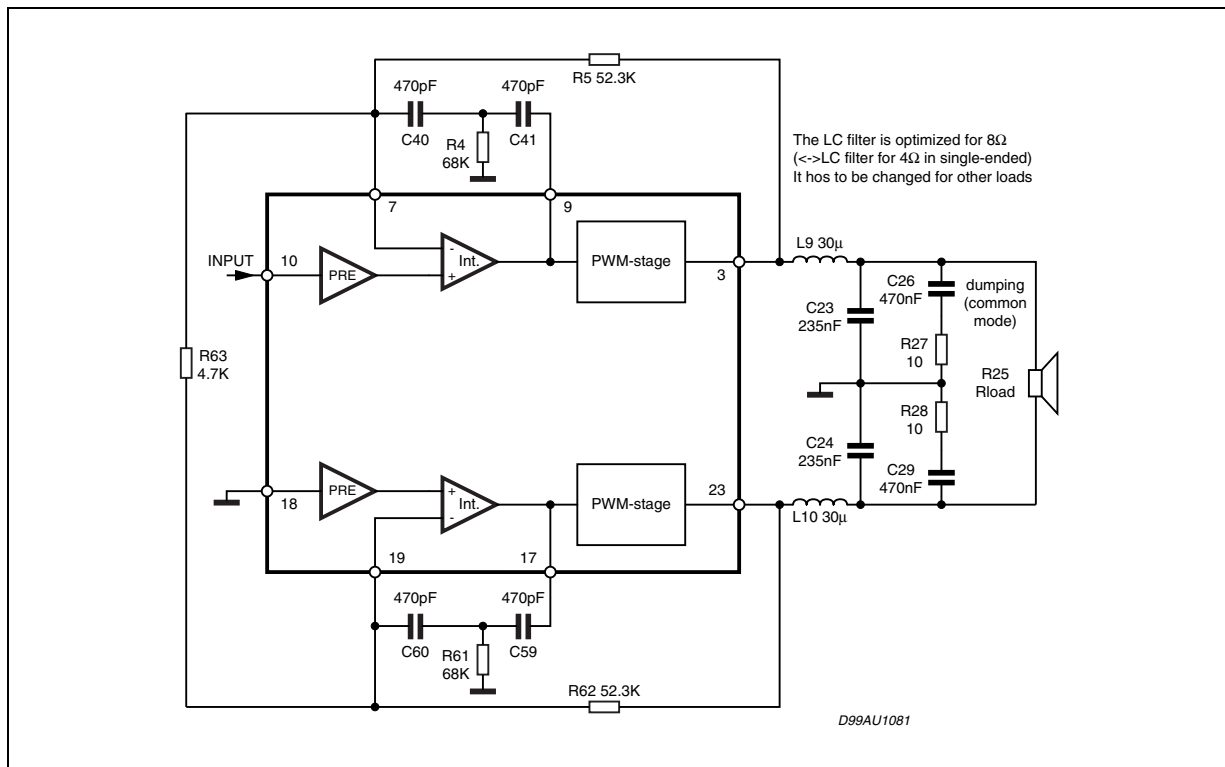 R5 52.3K
470pF
470pF
C40
R4
68K
C41
The LC filter is optimized for 8Ω
(<->LC filter for 4Ω in single-ended)
It hos to be changed for other loads
7
9
L9 30µ
INPUT
10
PRE
-
+
Int.
PWM-stage
3
C26
470nF
dumping
(common
mode)
C23
235nF
R63
4.7K
R27
10
R25
Rload
R28
10
C24
235nF
C29
470nF
18
PRE
+
-
Int.
PWM-stage
23
L10 30µ
19
17
470pF
470pF
C60
R61
68K
C59
R62 52.3K
D99AU1081